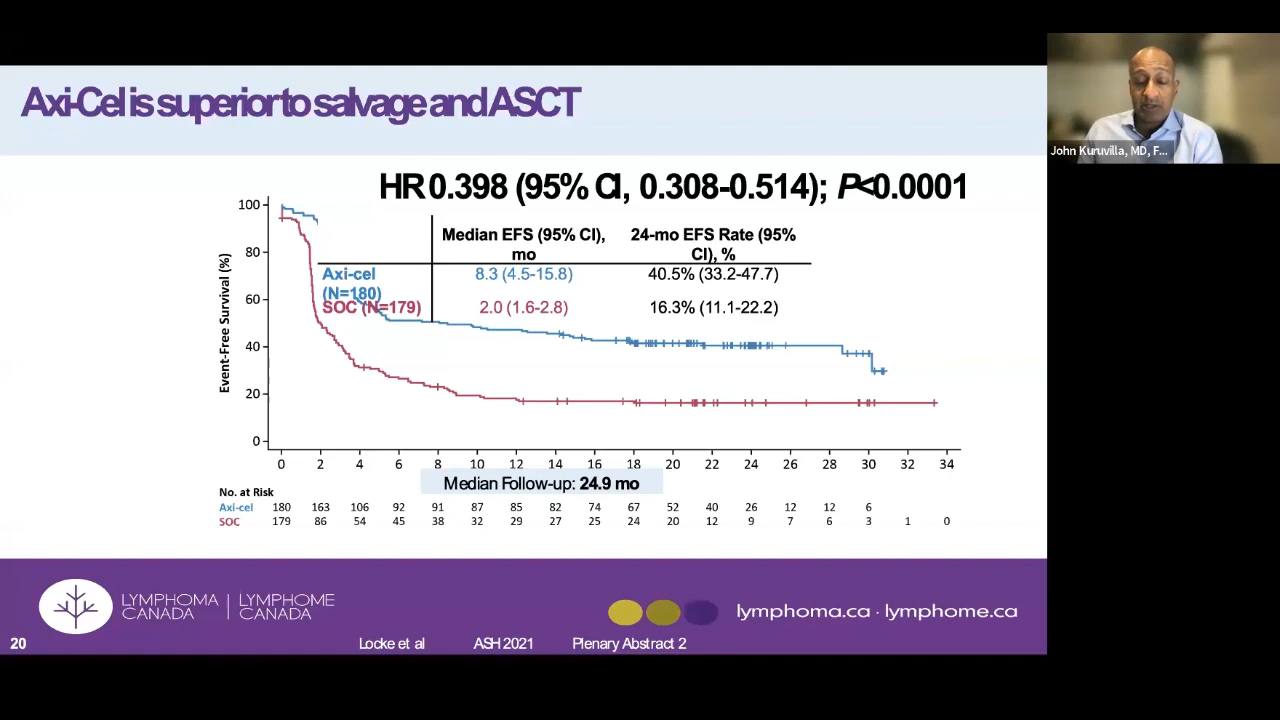 Axi-Cel is superior to salvage and ASCT
John Kuruvilla, MD, F...
HR 0.398 (95% CI, 0.308-0.514); P<0.0001
Median EFS (95% CI), mo
24-mo EFS Rate (95% CI), %
Axi-cel (N=180) 8.3 (4.5-15.8) 40.5% (33.2-47.7)
SOC (N=179) 2.0 (1.6-2.8) 16.3% (11.1-22.2)
Event-Free Survival (%)
100
80
60
40
20
0
0 2 4 6 8 10 12 14 16 18 20 22 24 26 28 30 32 34
Median Follow-up: 24.9 mo
No. at Risk
Axi-cel 180 163 106 92 91 87 85 82 74 67 52 40 26 12 12 6
SOC 179 86 54 45 38 32 29 27 25 24 20 12 9 7 6 3 1 0
LYMPHOMA CANADA | LYMPHOME CANADA
lymphoma.ca · lymphome.ca
20 Locke et al ASH 2021 Plenary Abstract 2